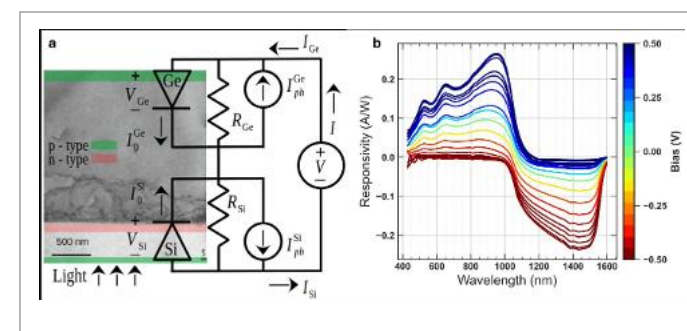 a
I_Ge
+
Ge
V_Ge
−
R_Ge
I_ph^Ge
I_0^Ge
I
p - type
n - type
+
V
−
I_0^Si
R_Si
+
V_Si
−
Si
I_ph^Si
500 nm
Light
I_Si
b
0.2
0.1
0.0
−0.1
−0.2
Responsivity (A/W)
400 600 800 1000 1200 1400 1600
Wavelength (nm)
0.50
0.25
0.00
−0.25
−0.50
Bias (V)